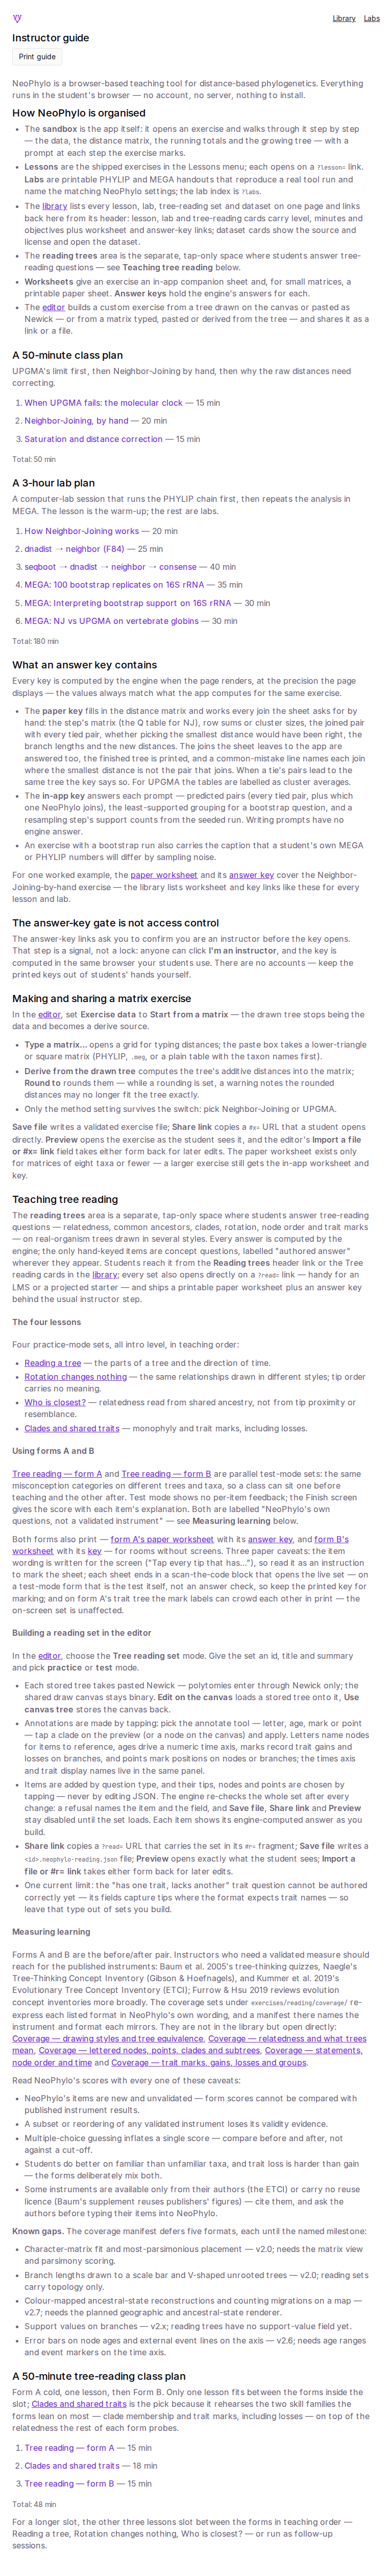 Library Labs
Instructor guide
Print guide
NeoPhylo is a browser-based teaching tool for distance-based phylogenetics. Everything
runs in the student's browser — no account, no server, nothing to install.
How NeoPhylo is organised
• The sandbox is the app itself: it opens an exercise and walks through it step by step
— the data, the distance matrix, the running totals and the growing tree — with a
prompt at each step the exercise marks.
• Lessons are the shipped exercises in the Lessons menu; each opens on a ?lesson= link.
Labs are printable PHYLIP and MEGA handouts that reproduce a real tool run and
name the matching NeoPhylo settings; the lab index is ?labs.
• The library lists every lesson, lab, tree-reading set and dataset on one page and links
back here from its header: lesson, lab and tree-reading cards carry level, minutes and
objectives plus worksheet and answer-key links; dataset cards show the source and
license and open the dataset.
• The reading trees area is the separate, tap-only space where students answer tree-
reading questions — see Teaching tree reading below.
• Worksheets give an exercise an in-app companion sheet and, for small matrices, a
printable paper sheet. Answer keys hold the engine's answers for each.
• The editor builds a custom exercise from a tree drawn on the canvas or pasted as
Newick — or from a matrix typed, pasted or derived from the tree — and shares it as a
link or a file.
A 50-minute class plan
UPGMA's limit first, then Neighbor-Joining by hand, then why the raw distances need
correcting.
1. When UPGMA fails: the molecular clock — 15 min
2. Neighbor-Joining, by hand — 20 min
3. Saturation and distance correction — 15 min
Total: 50 min
A 3-hour lab plan
A computer-lab session that runs the PHYLIP chain first, then repeats the analysis in
MEGA. The lesson is the warm-up; the rest are labs.
1. How Neighbor-Joining works — 20 min
2. dnadist → neighbor (F84) — 25 min
3. seqboot → dnadist → neighbor → consense — 40 min
4. MEGA: 100 bootstrap replicates on 16S rRNA — 35 min
5. MEGA: Interpreting bootstrap support on 16S rRNA — 30 min
6. MEGA: NJ vs UPGMA on vertebrate globins — 30 min
Total: 180 min
What an answer key contains
Every key is computed by the engine when the page renders, at the precision the page
displays — the values always match what the app computes for the same exercise.
• The paper key fills in the distance matrix and works every join the sheet asks for by
hand: the step's matrix (the Q table for NJ), row sums or cluster sizes, the joined pair
with every tied pair, whether picking the smallest distance would have been right, the
branch lengths and the new distances. The joins the sheet leaves to the app are
answered too, the finished tree is printed, and a common-mistake line names each join
where the smallest distance is not the pair that joins. When a tie's pairs lead to the
same tree the key says so. For UPGMA the tables are labelled as cluster averages.
• The in-app key answers each prompt — predicted pairs (every tied pair, plus which
one NeoPhylo joins), the least-supported grouping for a bootstrap question, and a
resampling step's support counts from the seeded run. Writing prompts have no
engine answer.
• An exercise with a bootstrap run also carries the caption that a student's own MEGA
or PHYLIP numbers will differ by sampling noise.
For one worked example, the paper worksheet and its answer key cover the Neighbor-
Joining-by-hand exercise — the library lists worksheet and key links like these for every
lesson and lab.
The answer-key gate is not access control
The answer-key links ask you to confirm you are an instructor before the key opens.
That step is a signal, not a lock: anyone can click I'm an instructor, and the key is
computed in the same browser your students use. There are no accounts — keep the
printed keys out of students' hands yourself.
Making and sharing a matrix exercise
In the editor, set Exercise data to Start from a matrix — the drawn tree stops being the
data and becomes a derive source.
• Type a matrix... opens a grid for typing distances; the paste box takes a lower-triangle
or square matrix (PHYLIP, .meg, or a plain table with the taxon names first).
• Derive from the drawn tree computes the tree's additive distances into the matrix;
Round to rounds them — while a rounding is set, a warning notes the rounded
distances may no longer fit the tree exactly.
• Only the method setting survives the switch: pick Neighbor-Joining or UPGMA.
Save file writes a validated exercise file; Share link copies a #x= URL that a student opens
directly. Preview opens the exercise as the student sees it, and the editor's Import a file
or #x= link field takes either form back for later edits. The paper worksheet exists only
for matrices of eight taxa or fewer — a larger exercise still gets the in-app worksheet and
key.
Teaching tree reading
The reading trees area is a separate, tap-only space where students answer tree-reading
questions — relatedness, common ancestors, clades, rotation, node order and trait marks
— on real-organism trees drawn in several styles. Every answer is computed by the
engine; the only hand-keyed items are concept questions, labelled "authored answer"
wherever they appear. Students reach it from the Reading trees header link or the Tree
reading cards in the library; every set also opens directly on a ?read= link — handy for an
LMS or a projected starter — and ships a printable paper worksheet plus an answer key
behind the usual instructor step.
The four lessons
Four practice-mode sets, all intro level, in teaching order:
• Reading a tree — the parts of a tree and the direction of time.
• Rotation changes nothing — the same relationships drawn in different styles; tip order
carries no meaning.
• Who is closest? — relatedness read from shared ancestry, not from tip proximity or
resemblance.
• Clades and shared traits — monophyly and trait marks, including losses.
Using forms A and B
Tree reading — form A and Tree reading — form B are parallel test-mode sets: the same
misconception categories on different trees and taxa, so a class can sit one before
teaching and the other after. Test mode shows no per-item feedback; the Finish screen
gives the score with each item's explanation. Both are labelled "NeoPhylo's own
questions, not a validated instrument" — see Measuring learning below.
Both forms also print — form A's paper worksheet with its answer key, and form B's
worksheet with its key — for rooms without screens. Three paper caveats: the item
wording is written for the screen ("Tap every tip that has..."), so read it as an instruction
to mark the sheet; each sheet ends in a scan-the-code block that opens the live set — on
a test-mode form that is the test itself, not an answer check, so keep the printed key for
marking; and on form A's trait tree the mark labels can crowd each other in print — the
on-screen set is unaffected.
Building a reading set in the editor
In the editor, choose the Tree reading set mode. Give the set an id, title and summary
and pick practice or test mode.
• Each stored tree takes pasted Newick — polytomies enter through Newick only; the
shared draw canvas stays binary. Edit on the canvas loads a stored tree onto it, Use
canvas tree stores the canvas back.
• Annotations are made by tapping: pick the annotate tool — letter, age, mark or point
— tap a clade on the preview (or a node on the canvas) and apply. Letters name nodes
for items to reference, ages drive a numeric time axis, marks record trait gains and
losses on branches, and points mark positions on nodes or branches; the times axis
and trait display names live in the same panel.
• Items are added by question type, and their tips, nodes and points are chosen by
tapping — never by editing JSON. The engine re-checks the whole set after every
change: a refusal names the item and the field, and Save file, Share link and Preview
stay disabled until the set loads. Each item shows its engine-computed answer as you
build.
• Share link copies a ?read= URL that carries the set in its #r= fragment; Save file writes a
<id>.neophylo-reading.json file; Preview opens exactly what the student sees; Import a
file or #r= link takes either form back for later edits.
• One current limit: the "has one trait, lacks another" trait question cannot be authored
correctly yet — its fields capture tips where the format expects trait names — so
leave that type out of sets you build.
Measuring learning
Forms A and B are the before/after pair. Instructors who need a validated measure should
reach for the published instruments: Baum et al. 2005's tree-thinking quizzes, Naegle's
Tree-Thinking Concept Inventory (Gibson & Hoefnagels), and Kummer et al. 2019's
Evolutionary Tree Concept Inventory (ETCI); Furrow & Hsu 2019 reviews evolution
concept inventories more broadly. The coverage sets under exercises/reading/coverage/ re-
express each listed format in NeoPhylo's own wording, and a manifest there names the
instrument and format each mirrors. They are not in the library but open directly:
Coverage — drawing styles and tree equivalence, Coverage — relatedness and what trees
mean, Coverage — lettered nodes, points, clades and subtrees, Coverage — statements,
node order and time and Coverage — trait marks, gains, losses and groups.
Read NeoPhylo's scores with every one of these caveats:
• NeoPhylo's items are new and unvalidated — form scores cannot be compared with
published instrument results.
• A subset or reordering of any validated instrument loses its validity evidence.
• Multiple-choice guessing inflates a single score — compare before and after, not
against a cut-off.
• Students do better on familiar than unfamiliar taxa, and trait loss is harder than gain
— the forms deliberately mix both.
• Some instruments are available only from their authors (the ETCI) or carry no reuse
licence (Baum's supplement reuses publishers' figures) — cite them, and ask the
authors before typing their items into NeoPhylo.
Known gaps. The coverage manifest defers five formats, each until the named milestone:
• Character-matrix fit and most-parsimonious placement — v2.0; needs the matrix view
and parsimony scoring.
• Branch lengths drawn to a scale bar and V-shaped unrooted trees — v2.0; reading sets
carry topology only.
• Colour-mapped ancestral-state reconstructions and counting migrations on a map —
v2.7; needs the planned geographic and ancestral-state renderer.
• Support values on branches — v2.x; reading trees have no support-value field yet.
• Error bars on node ages and external event lines on the axis — v2.6; needs age ranges
and event markers on the time axis.
A 50-minute tree-reading class plan
Form A cold, one lesson, then Form B. Only one lesson fits between the forms inside the
slot; Clades and shared traits is the pick because it rehearses the two skill families the
forms lean on most — clade membership and trait marks, including losses — on top of the
relatedness the rest of each form probes.
1. Tree reading — form A — 15 min
2. Clades and shared traits — 18 min
3. Tree reading — form B — 15 min
Total: 48 min
For a longer slot, the other three lessons slot between the forms in teaching order —
Reading a tree, Rotation changes nothing, Who is closest? — or run as follow-up
sessions.